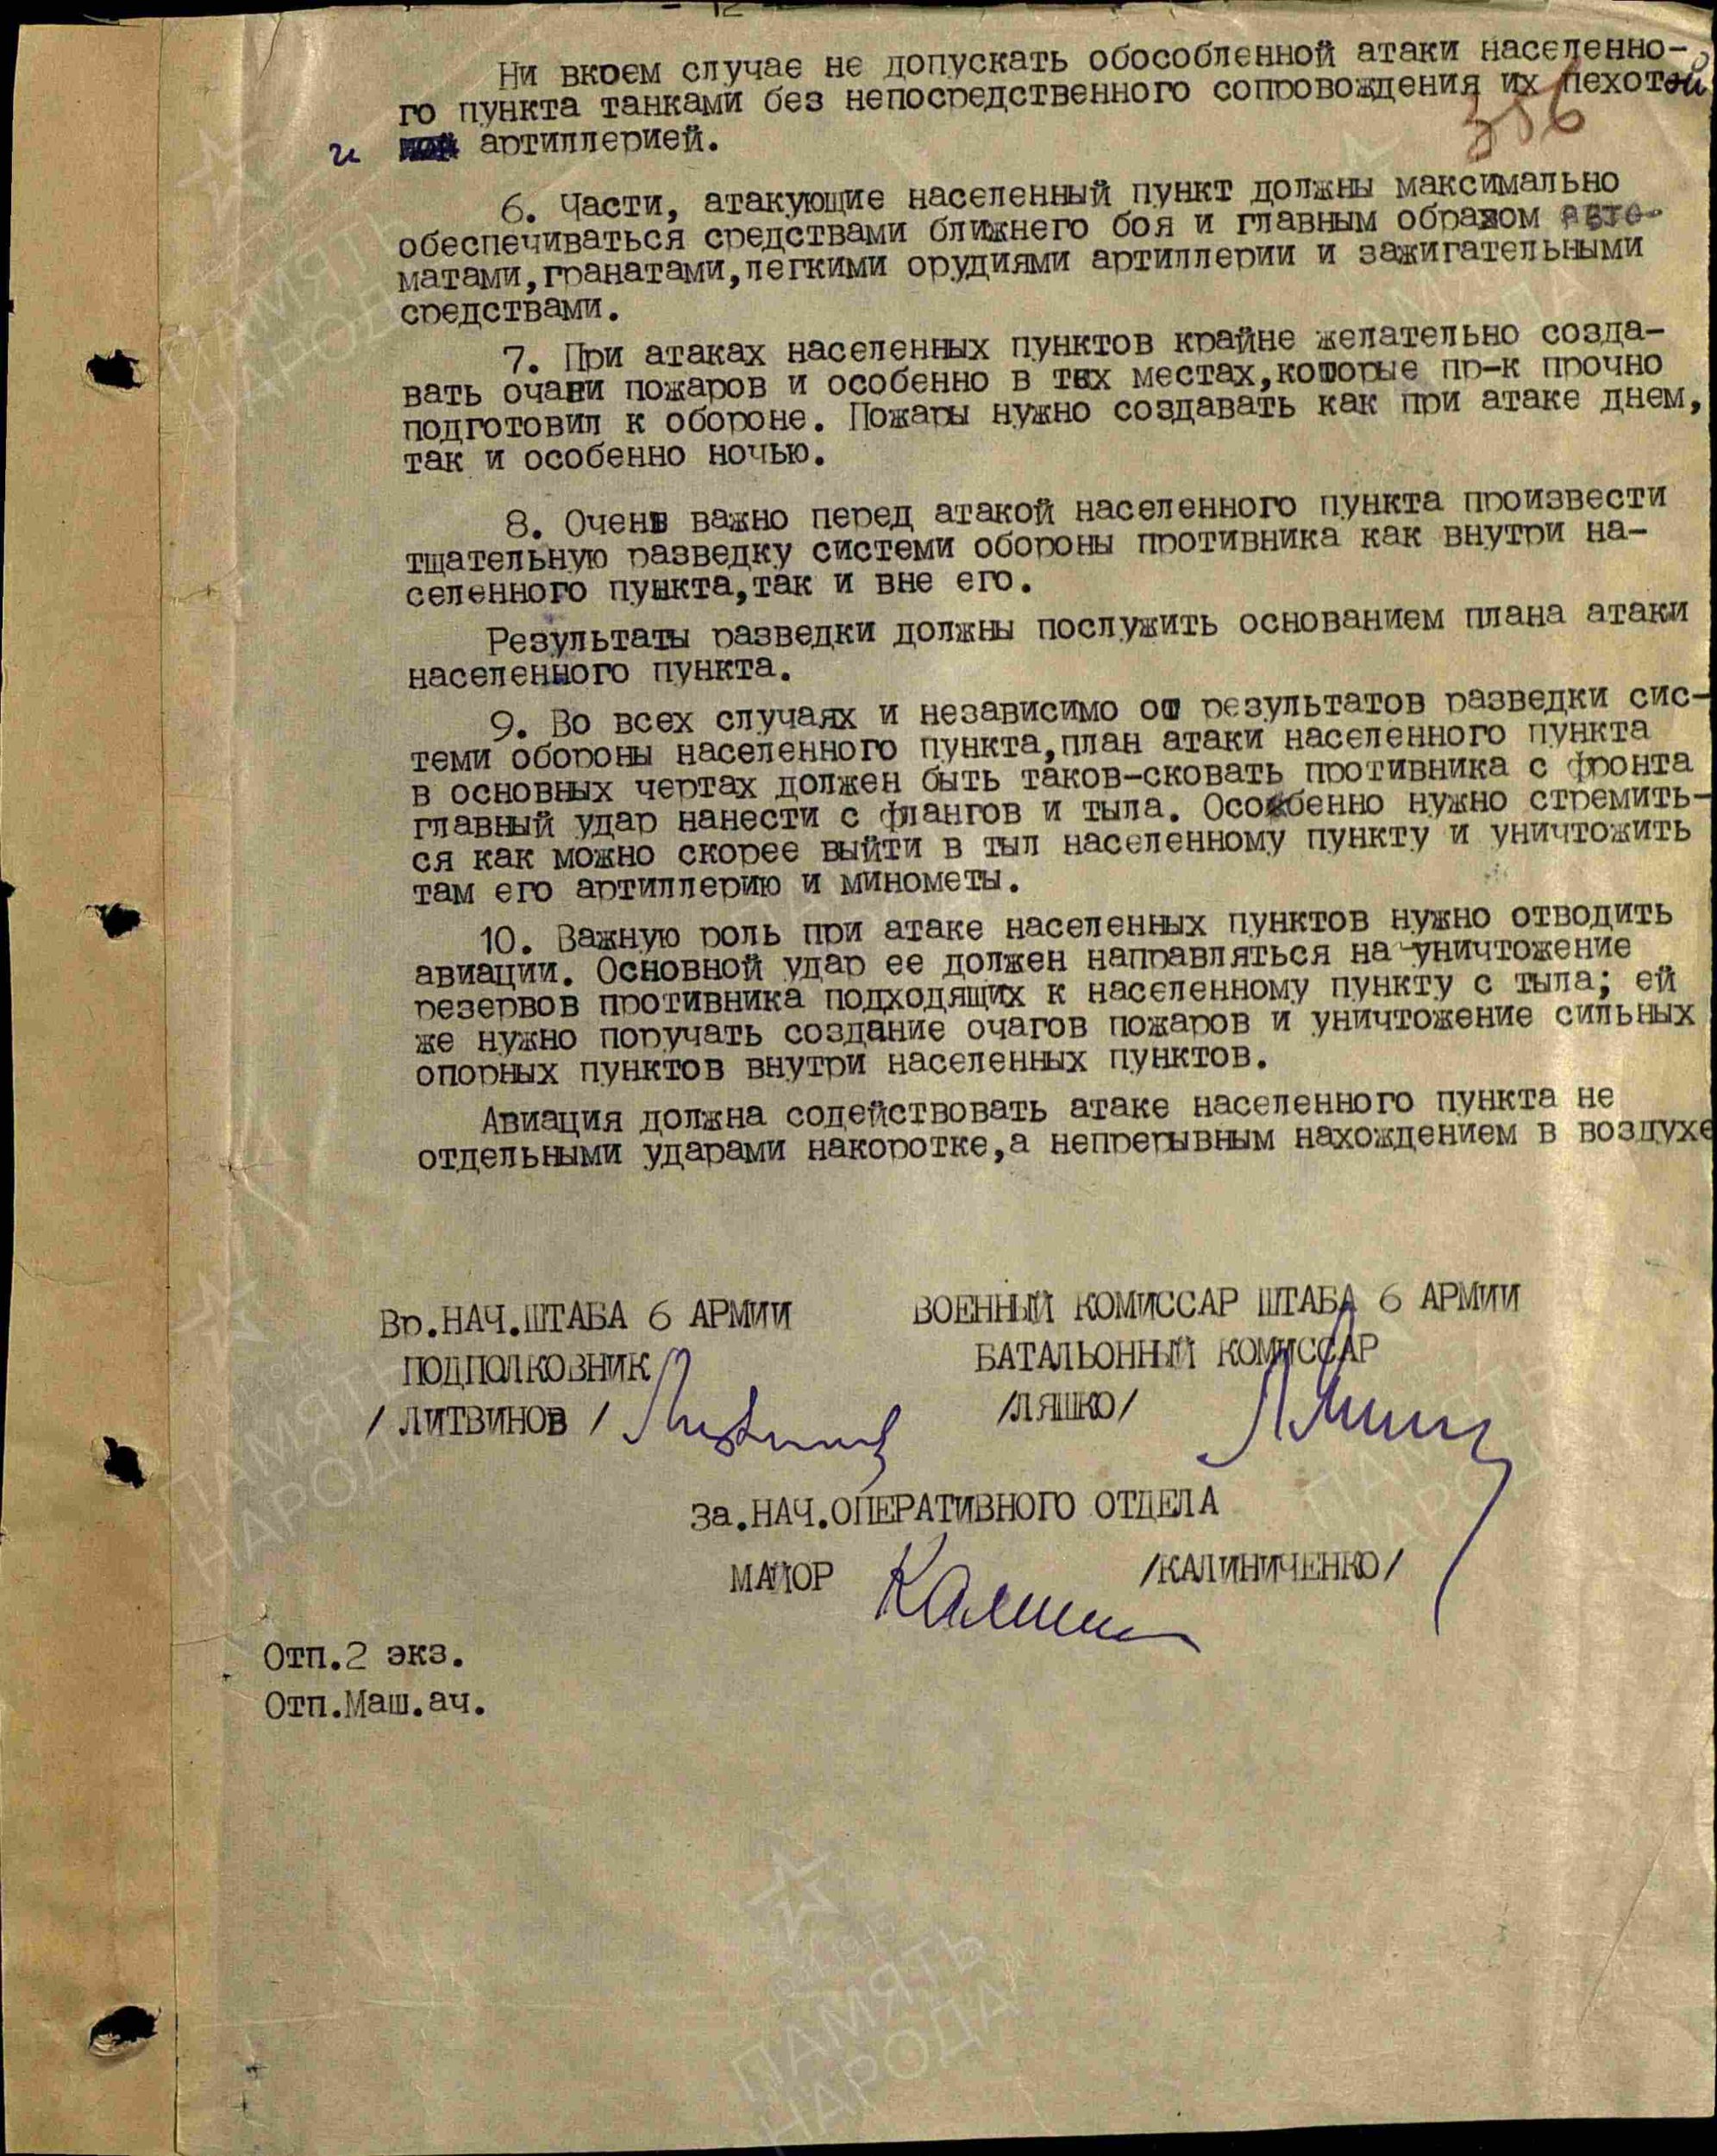 - 12
Ни вкоем случае не допускать обособленной атаки населенно-
го пункта танками без непосредственного сопровождения их пехотой
и артиллерией.
356
6. Части, атакующие населенный пункт должны максимально
обеспечиваться средствами ближнего боя и главным образом авто-
матами,гранатами,легкими орудиями артиллерии и зажигательными
средствами.
7. При атаках населенных пунктов крайне желательно созда-
вать очаги пожаров и особенно в тех местах,которые пр-к прочно
подготовил к обороне. Пожары нужно создавать как при атаке днем,
так и особенно ночью.
8. Очень важно перед атакой населенного пункта произвести
тщательную разведку системи обороны противника как внутри на-
селенного пункта,так и вне его.
Результаты разведки должны послужить основанием плана атаки
населенного пункта.
9. Во всех случаях и независимо от результатов разведки сис-
теми обороны населенного пункта,план атаки населенного пункта
в основных чертах должен быть таков-сковать противника с фронта
главный удар нанести с флангов и тыла. Особенно нужно стремить-
ся как можно скорее выйти в тыл населенному пункту и уничтожить
там его артиллерию и минометы.
10. Важную роль при атаке населенных пунктов нужно отводить
авиации. Основной удар ее должен направляться на уничтожение
резервов противника подходящих к населенному пункту с тыла; ей
же нужно поручать создание очагов пожаров и уничтожение сильных
опорных пунктов внутри населенных пунктов.
Авиация должна содействовать атаке населенного пункта не
отдельными ударами накоротке,а непрерывным нахождением в воздухе
Вр.НАЧ.ШТАБА 6 АРМИИ
ПОДПОЛКОВНИК
/ ЛИТВИНОВ /
ВОЕННЫЙ КОМИССАР ШТАБА 6 АРМИИ
БАТАЛЬОННЫЙ КОМИССАР
/ЛЯШКО/
За.НАЧ.ОПЕРАТИВНОГО ОТДЕЛА
МАЙОР /КАЛИНИЧЕНКО/
Отп.2 экз.
Отп.Маш.ач.
ПАМЯТЬ
НАРОДА